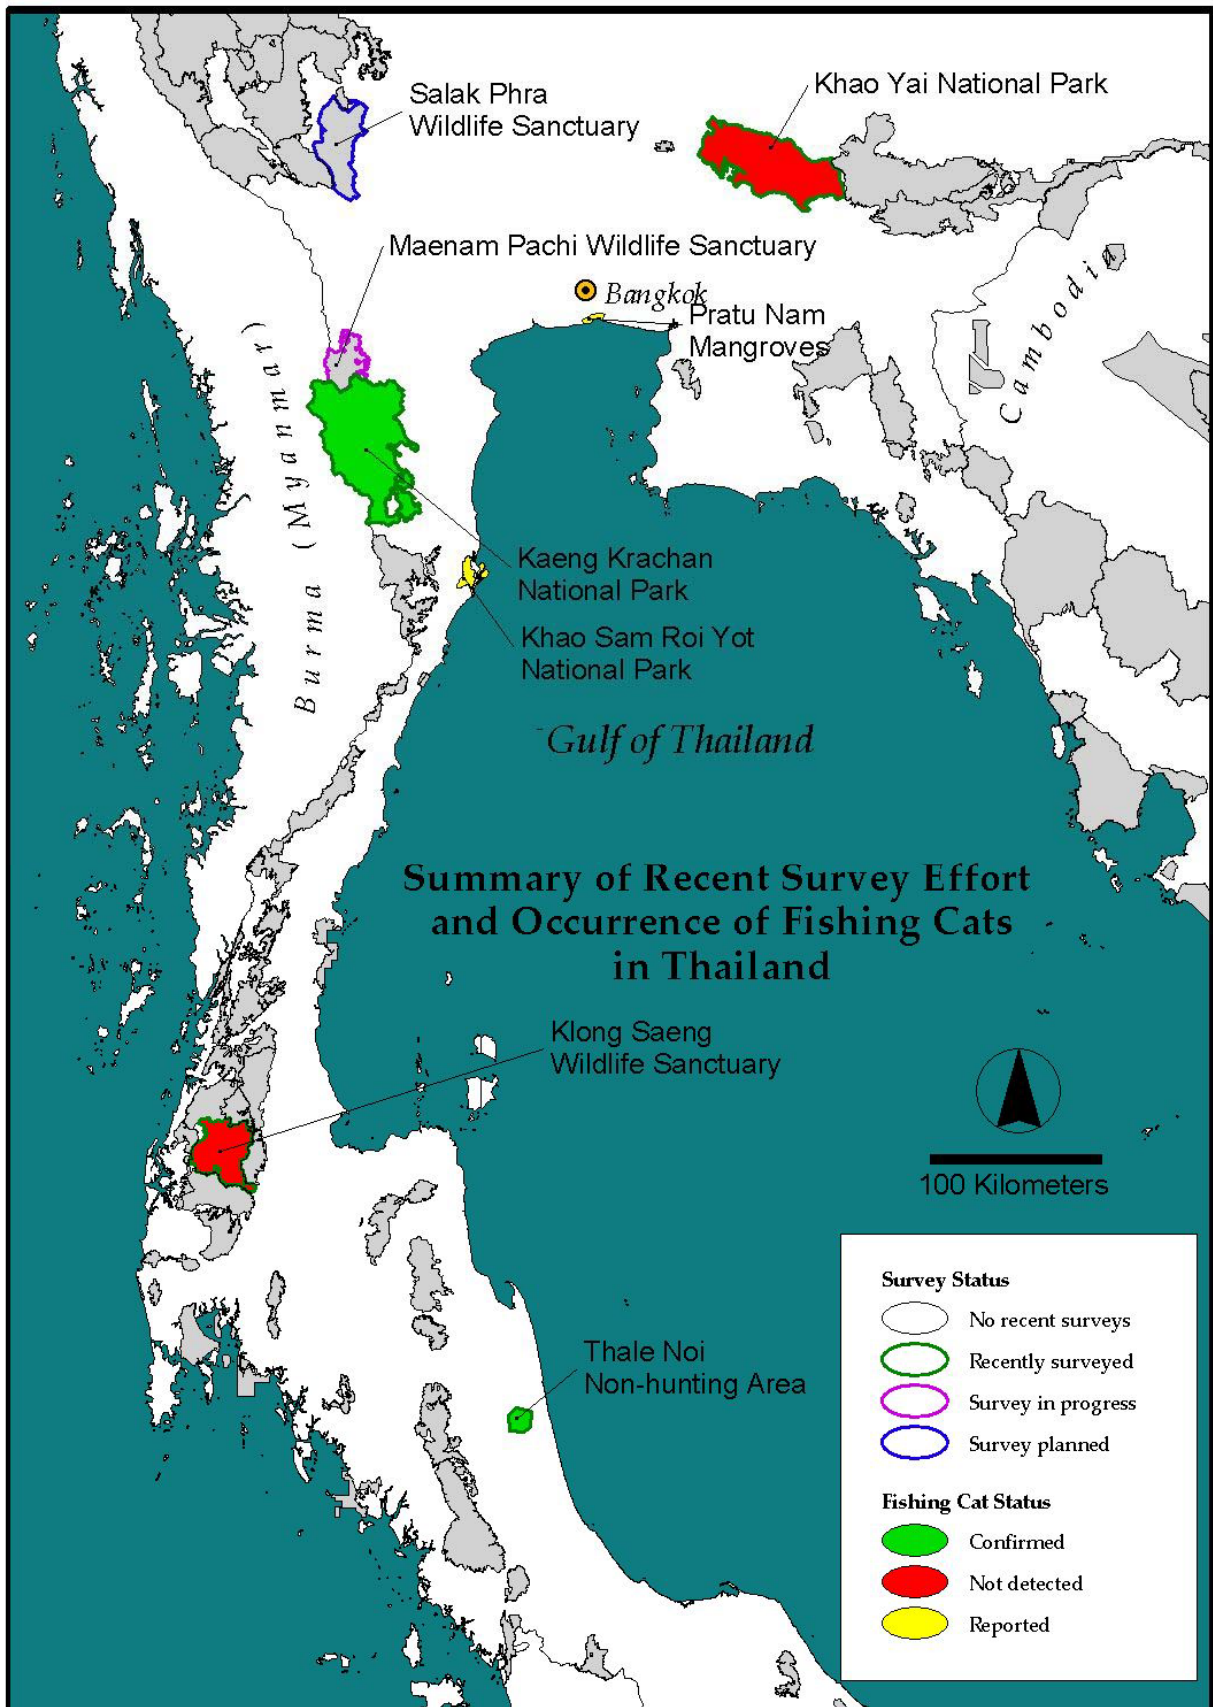 Khao Yai National Park
Salak Phra
Wildlife Sanctuary
Maenam Pachi Wildlife Sanctuary
Bangkok
Pratu Nam
Mangroves
Cambodia
Burma (Myanmar)
Kaeng Krachan
National Park
Khao Sam Roi Yot
National Park
Gulf of Thailand
Summary of Recent Survey Effort
and Occurrence of Fishing Cats
in Thailand
Klong Saeng
Wildlife Sanctuary
100 Kilometers
Thale Noi
Non-hunting Area
Survey Status
No recent surveys
Recently surveyed
Survey in progress
Survey planned
Fishing Cat Status
Confirmed
Not detected
Reported